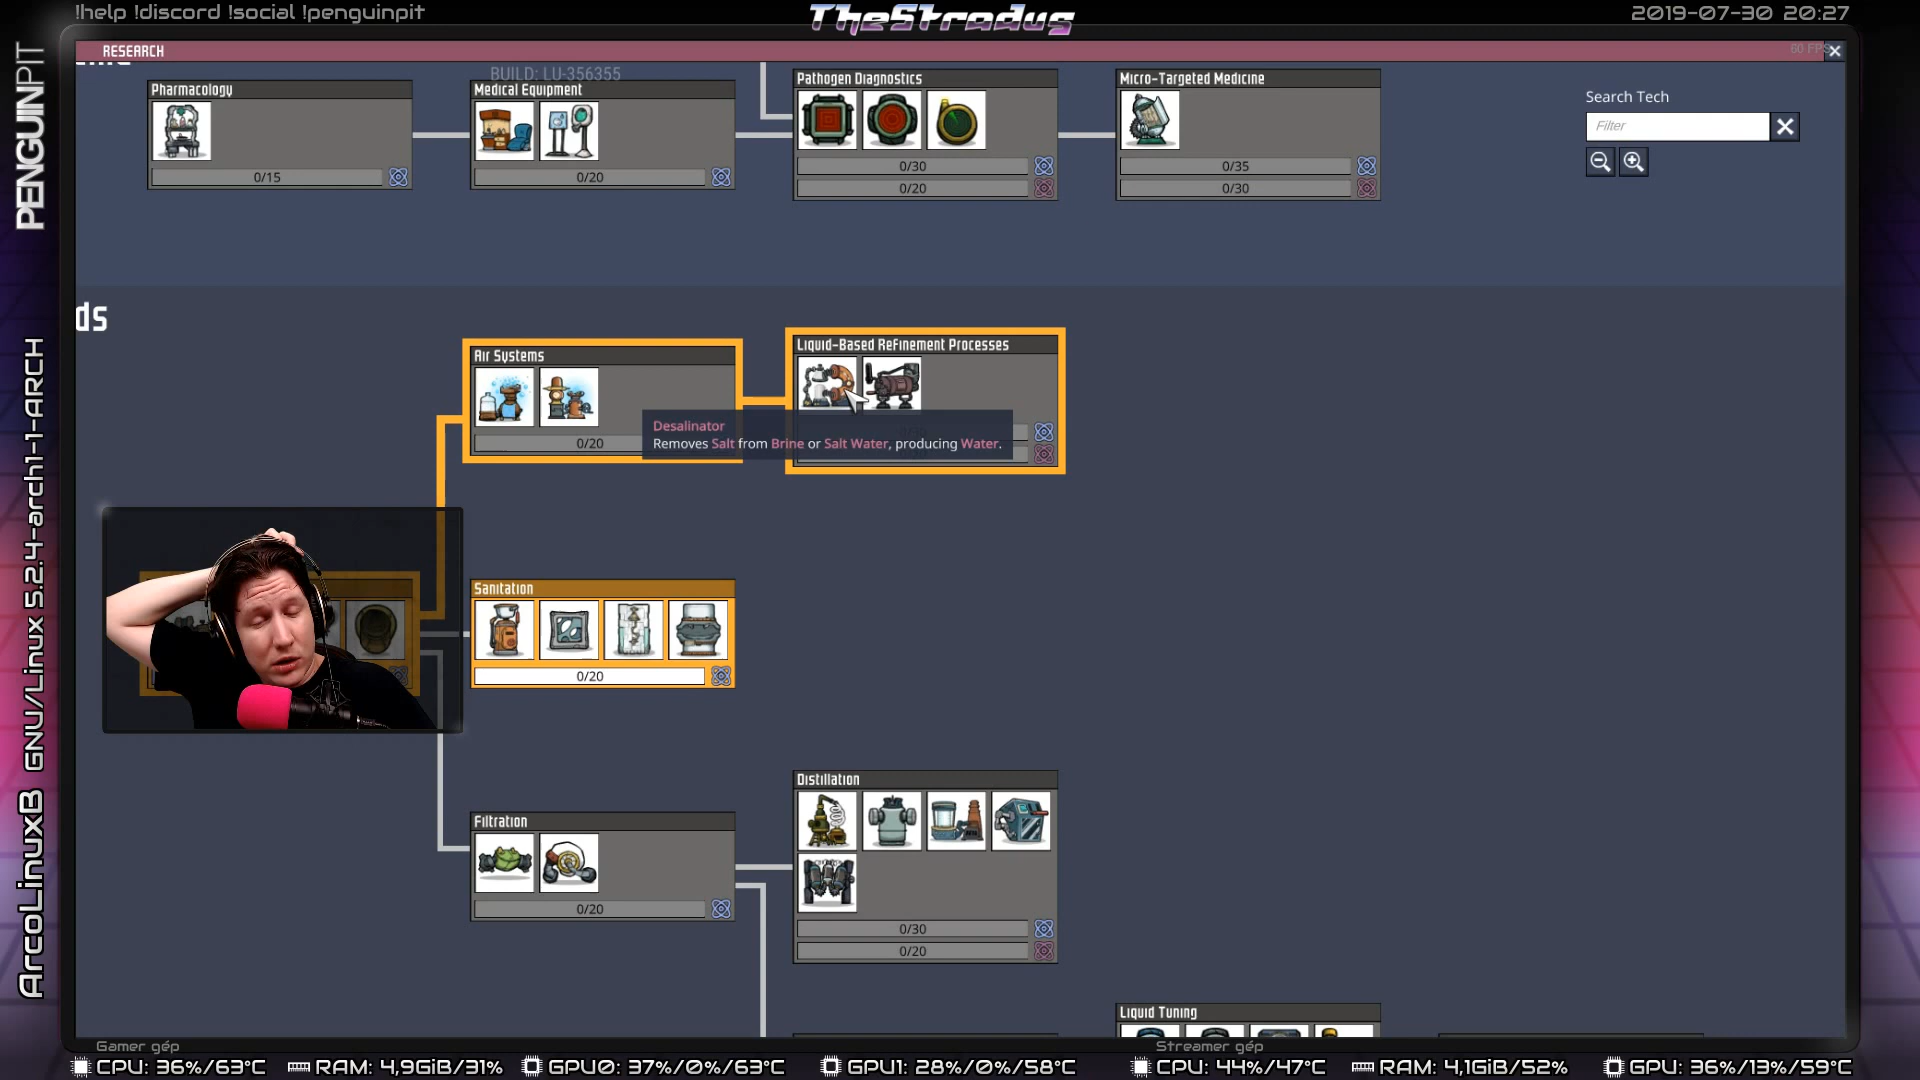 !help !discord !social !penguinpit
TheStradus
2019-07-30 20:27
PENGUINPIT
ArcoLinuxB GNU/Linux 5.2.4-arch1-1-ARCH
RESEARCH
60 FPS
BUILD: LU-356355
Pharmacology
0/15
Medical Equipment
0/20
Pathogen Diagnostics
0/30
0/20
Micro-Targeted Medicine
0/35
0/30
Search Tech
Filter
ds
Air Systems
0/20
Liquid-Based Refinement Processes
Desalinator
Removes Salt from Brine or Salt Water, producing Water.
Sanitation
0/20
Filtration
0/20
Distillation
0/30
0/20
Liquid Tuning
Gamer gép
CPU: 36%/63°C RAM: 4,9GiB/31% GPU0: 37%/0%/63°C GPU1: 28%/0%/58°C
Streamer gép
CPU: 44%/47°C RAM: 4,1GiB/52% GPU: 36%/13%/59°C